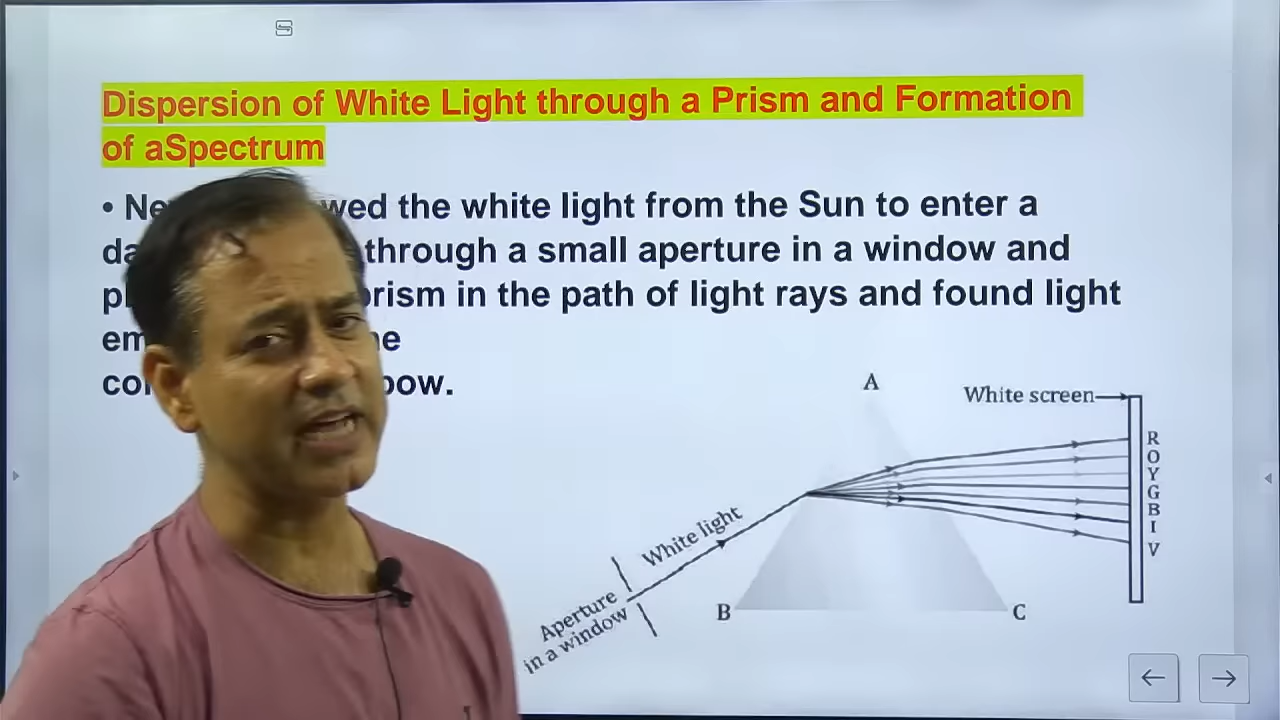 Dispersion of White Light through a Prism and Formation
of aSpectrum
• Ne wed the white light from the Sun to enter a
da through a small aperture in a window and
pl rism in the path of light rays and found light
em e
co bow.
A
White screen
R
O
Y
G
B
I
V
White light
Aperture
in a window
B
C